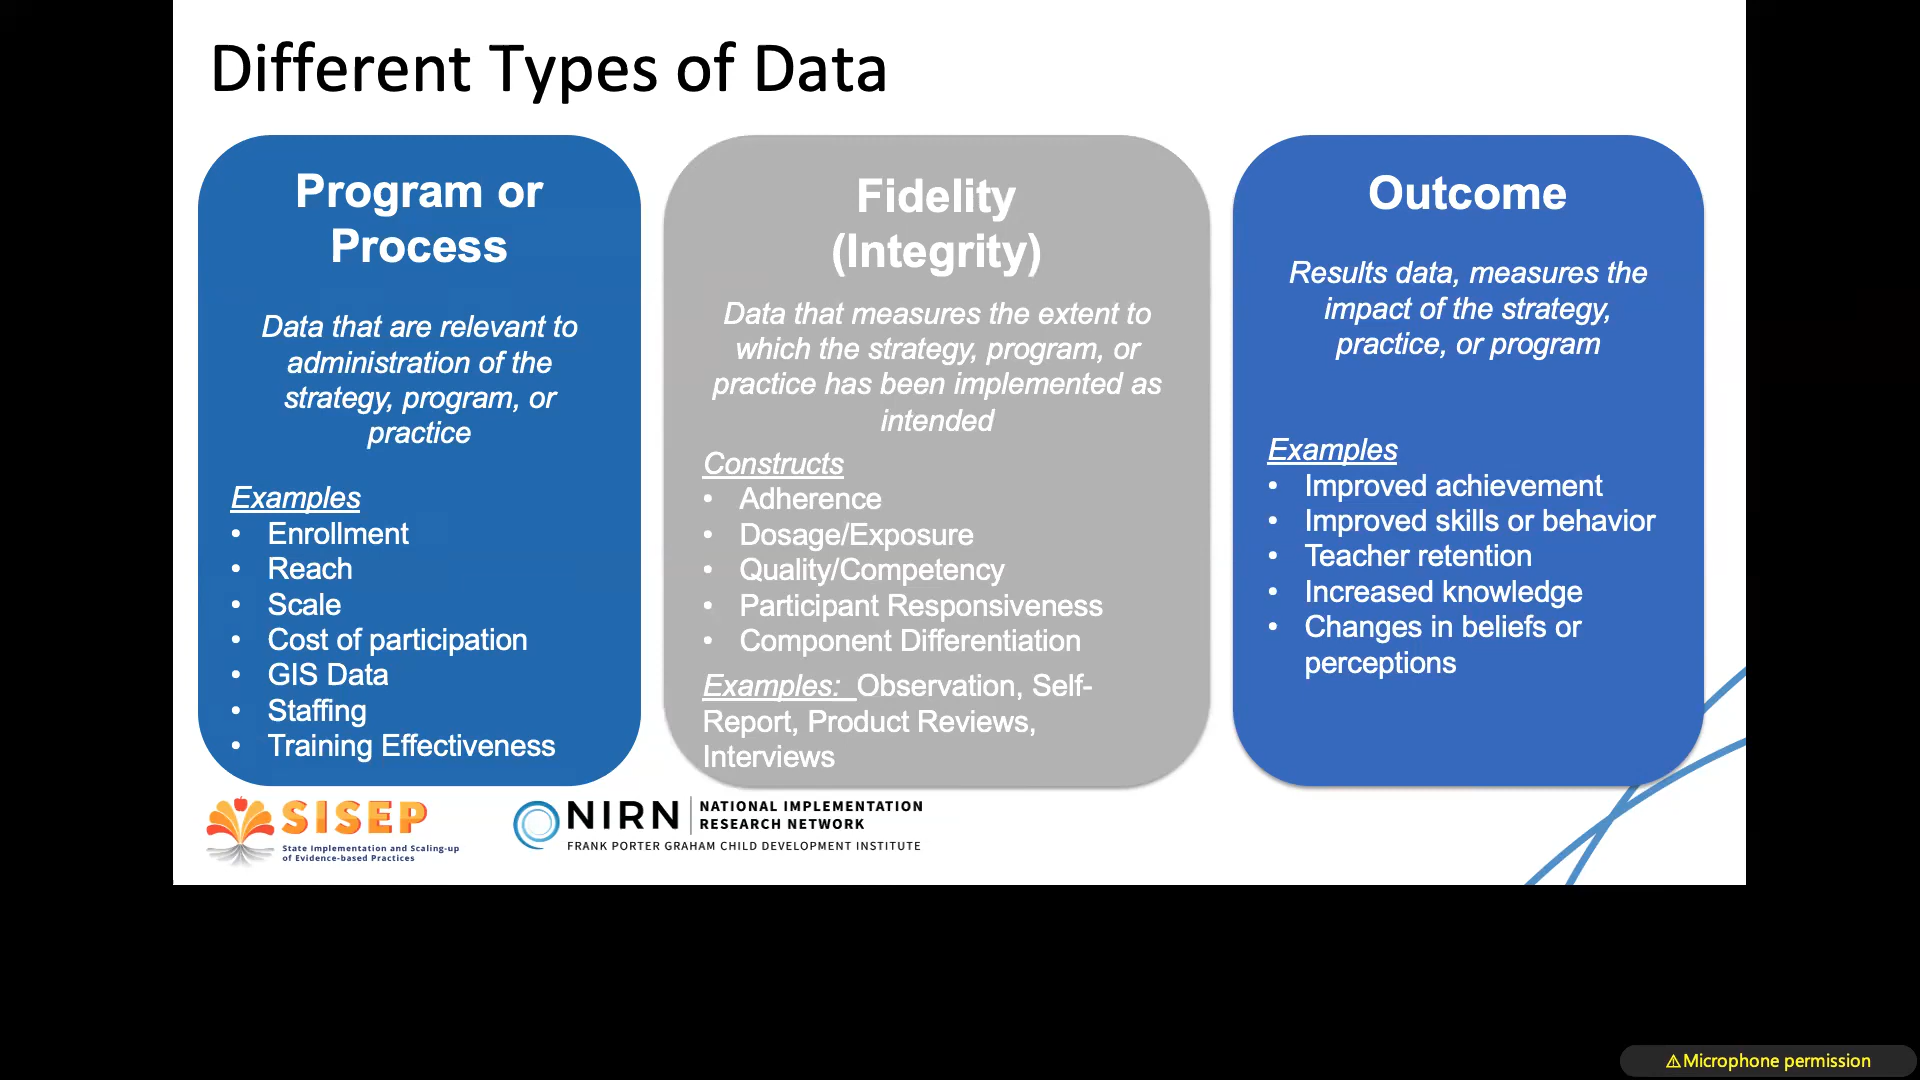 Different Types of Data
Program or
Process
Data that are relevant to
administration of the
strategy, program, or
practice
Examples
• Enrollment
• Reach
• Scale
• Cost of participation
• GIS Data
• Staffing
• Training Effectiveness
Fidelity
(Integrity)
Data that measures the extent to
which the strategy, program, or
practice has been implemented as
intended
Constructs
• Adherence
• Dosage/Exposure
• Quality/Competency
• Participant Responsiveness
• Component Differentiation
Examples: Observation, Self-
Report, Product Reviews,
Interviews
Outcome
Results data, measures the
impact of the strategy,
practice, or program
Examples
• Improved achievement
• Improved skills or behavior
• Teacher retention
• Increased knowledge
• Changes in beliefs or
perceptions
SISEP
State Implementation and Scaling-up
of Evidence-based Practices
NIRN
NATIONAL IMPLEMENTATION
RESEARCH NETWORK
FRANK PORTER GRAHAM CHILD DEVELOPMENT INSTITUTE
⚠Microphone permission